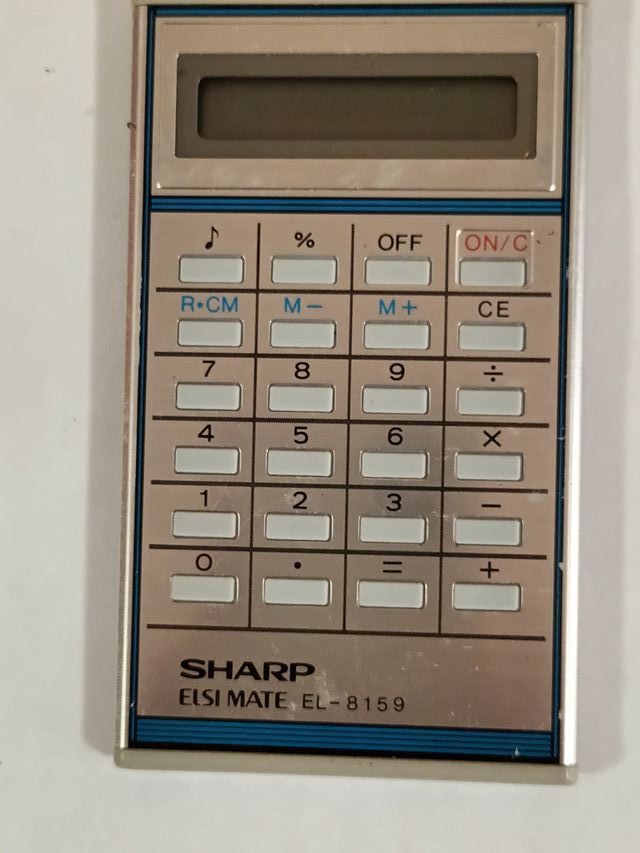 ♪ % OFF ON/C
R•CM M− M+ CE
7 8 9 ÷
4 5 6 ×
1 2 3 −
0 • = +
SHARP
ELSI MATE EL-8159